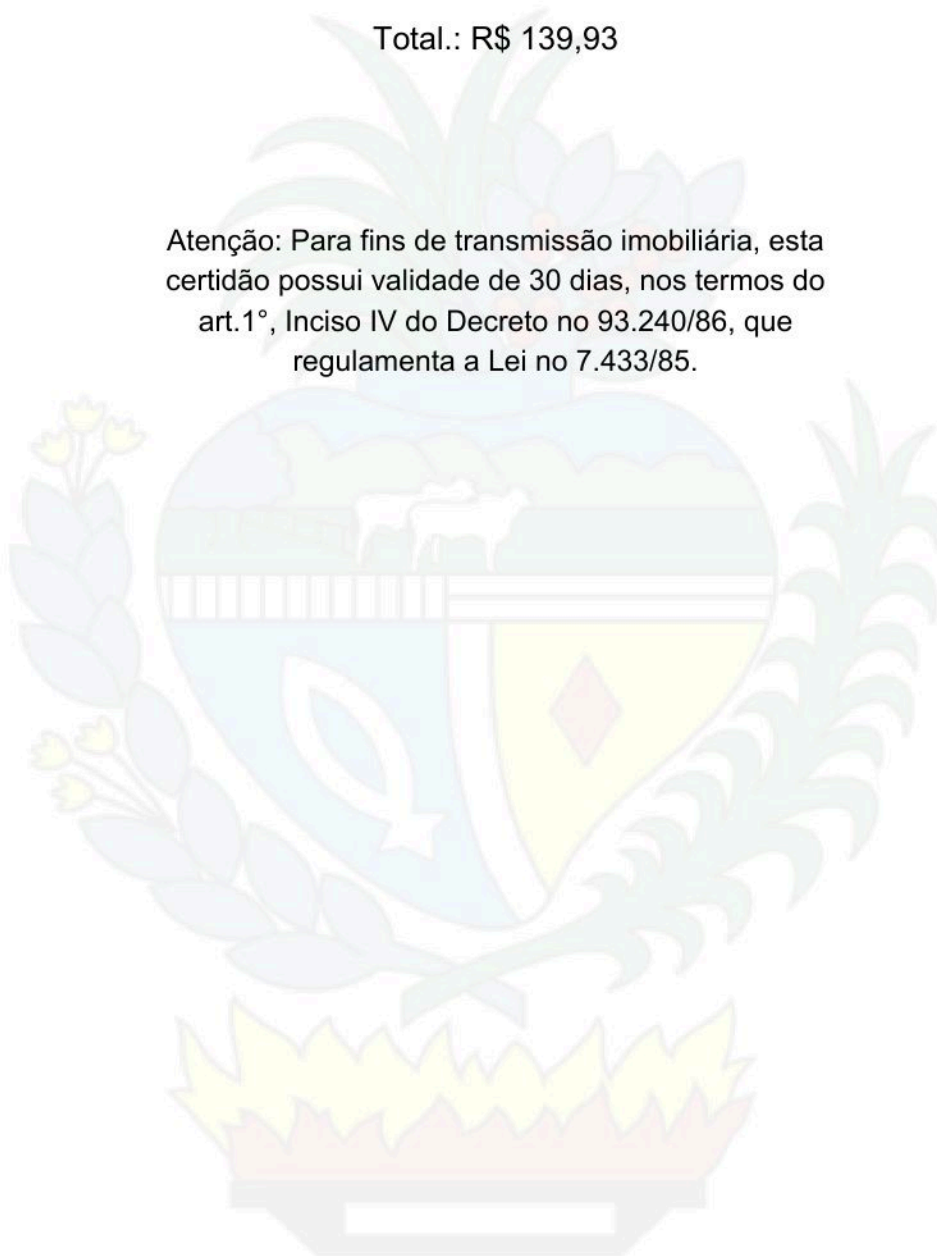 Total.: R$ 139,93
Atenção: Para fins de transmissão imobiliária, esta
certidão possui validade de 30 dias, nos termos do
art.1°, Inciso IV do Decreto no 93.240/86, que
regulamenta a Lei no 7.433/85.